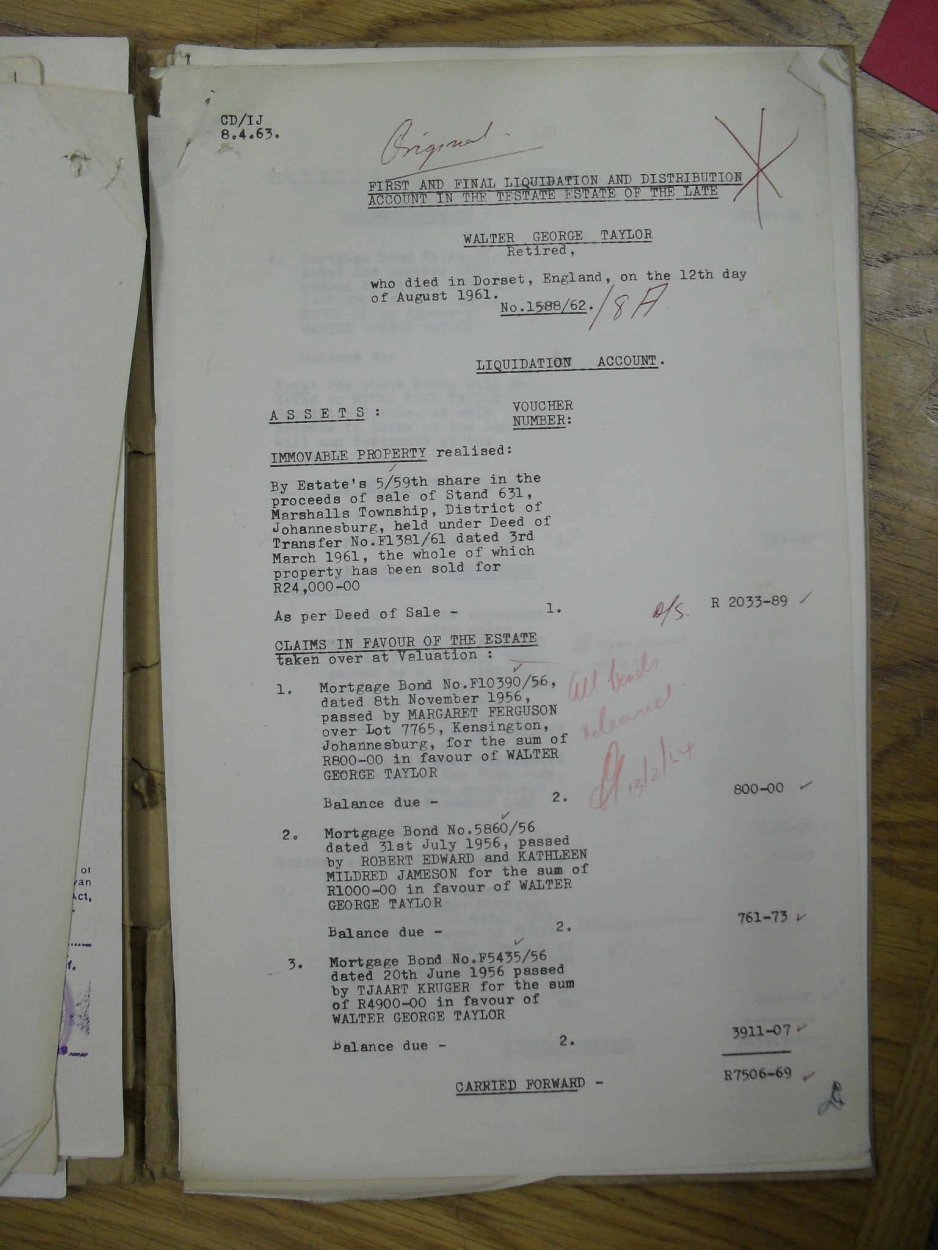 CD/IJ
8.4.63.
Original
FIRST AND FINAL LIQUIDATION AND DISTRIBUTION
ACCOUNT IN THE TESTATE ESTATE OF THE LATE
WALTER GEORGE TAYLOR
Retired,
who died in Dorset, England, on the 12th day
of August 1961.
No.1588/62. /8A
LIQUIDATION ACCOUNT.
A S S E T S :
VOUCHER
NUMBER:
IMMOVABLE PROPERTY realised:
By Estate's 5/59th share in the
proceeds of sale of Stand 631,
Marshalls Township, District of
Johannesburg, held under Deed of
Transfer No.F1381/61 dated 3rd
March 1961, the whole of which
property has been sold for
R24,000-00
As per Deed of Sale - 1. D/S. R 2033-89
CLAIMS IN FAVOUR OF THE ESTATE
taken over at Valuation :
1. Mortgage Bond No.F10390/56,
dated 8th November 1956,
passed by MARGARET FERGUSON
over Lot 7765, Kensington,
Johannesburg, for the sum of
R800-00 in favour of WALTER
GEORGE TAYLOR
All bonds
released
13/2/64
Balance due - 2. 800-00
2. Mortgage Bond No.5860/56
dated 31st July 1956, passed
by ROBERT EDWARD and KATHLEEN
MILDRED JAMESON for the sum of
R1000-00 in favour of WALTER
GEORGE TAYLOR
Balance due - 2. 761-73
3. Mortgage Bond No.F5435/56
dated 20th June 1956 passed
by TJAART KRUGER for the sum
of R4900-00 in favour of
WALTER GEORGE TAYLOR
Balance due - 2. 3911-07
CARRIED FORWARD - R7506-69
Act,